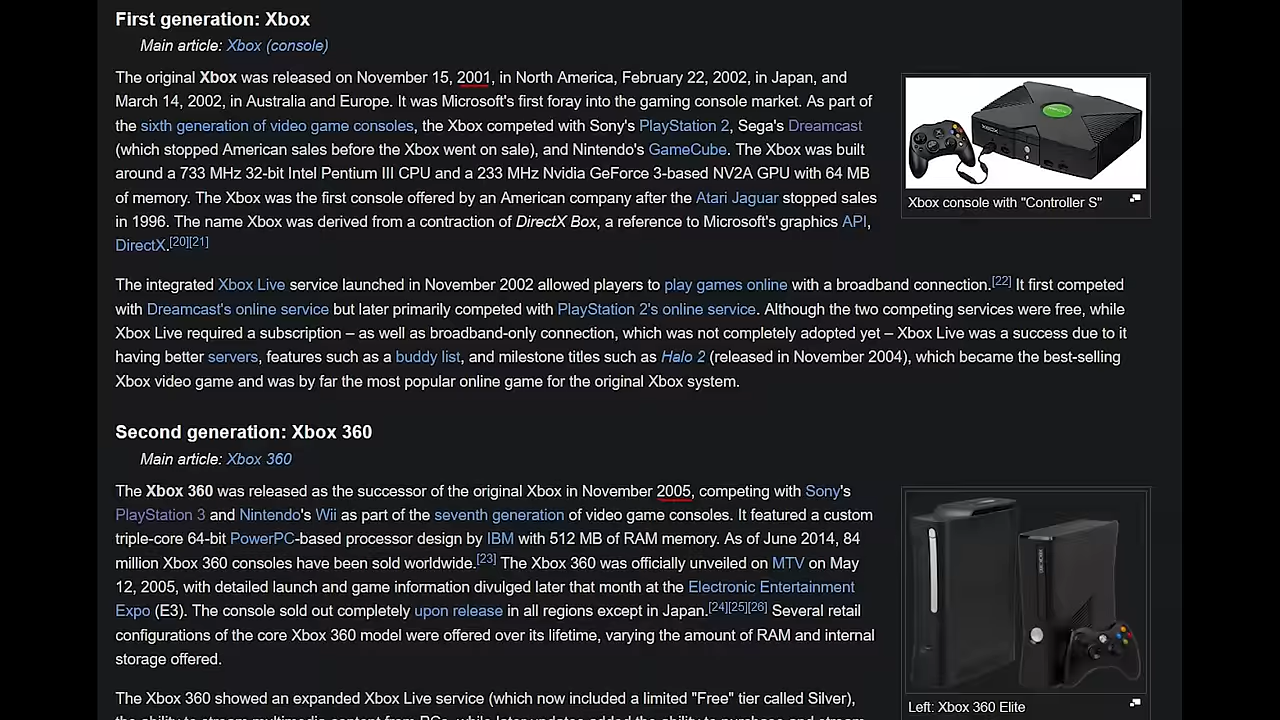 First generation: Xbox
Main article: Xbox (console)
The original Xbox was released on November 15, 2001, in North America, February 22, 2002, in Japan, and
March 14, 2002, in Australia and Europe. It was Microsoft's first foray into the gaming console market. As part of
the sixth generation of video game consoles, the Xbox competed with Sony's PlayStation 2, Sega's Dreamcast
(which stopped American sales before the Xbox went on sale), and Nintendo's GameCube. The Xbox was built
around a 733 MHz 32-bit Intel Pentium III CPU and a 233 MHz Nvidia GeForce 3-based NV2A GPU with 64 MB
of memory. The Xbox was the first console offered by an American company after the Atari Jaguar stopped sales
in 1996. The name Xbox was derived from a contraction of DirectX Box, a reference to Microsoft's graphics API,
DirectX.[20][21]
Xbox console with "Controller S"
The integrated Xbox Live service launched in November 2002 allowed players to play games online with a broadband connection.[22] It first competed
with Dreamcast's online service but later primarily competed with PlayStation 2's online service. Although the two competing services were free, while
Xbox Live required a subscription – as well as broadband-only connection, which was not completely adopted yet – Xbox Live was a success due to it
having better servers, features such as a buddy list, and milestone titles such as Halo 2 (released in November 2004), which became the best-selling
Xbox video game and was by far the most popular online game for the original Xbox system.
Second generation: Xbox 360
Main article: Xbox 360
The Xbox 360 was released as the successor of the original Xbox in November 2005, competing with Sony's
PlayStation 3 and Nintendo's Wii as part of the seventh generation of video game consoles. It featured a custom
triple-core 64-bit PowerPC-based processor design by IBM with 512 MB of RAM memory. As of June 2014, 84
million Xbox 360 consoles have been sold worldwide.[23] The Xbox 360 was officially unveiled on MTV on May
12, 2005, with detailed launch and game information divulged later that month at the Electronic Entertainment
Expo (E3). The console sold out completely upon release in all regions except in Japan.[24][25][26] Several retail
configurations of the core Xbox 360 model were offered over its lifetime, varying the amount of RAM and internal
storage offered.
Left: Xbox 360 Elite
The Xbox 360 showed an expanded Xbox Live service (which now included a limited "Free" tier called Silver),